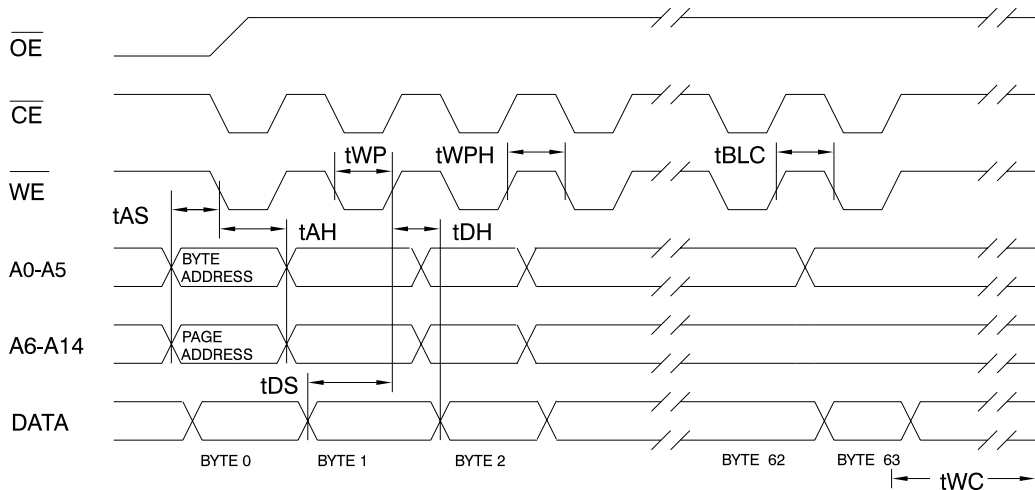 OE
CE
tWP
tWPH
tBLC
WE
tAS
tAH
tDH
A0-A5
BYTE
ADDRESS
A6-A14
PAGE
ADDRESS
tDS
DATA
BYTE 0
BYTE 1
BYTE 2
BYTE 62
BYTE 63
tWC